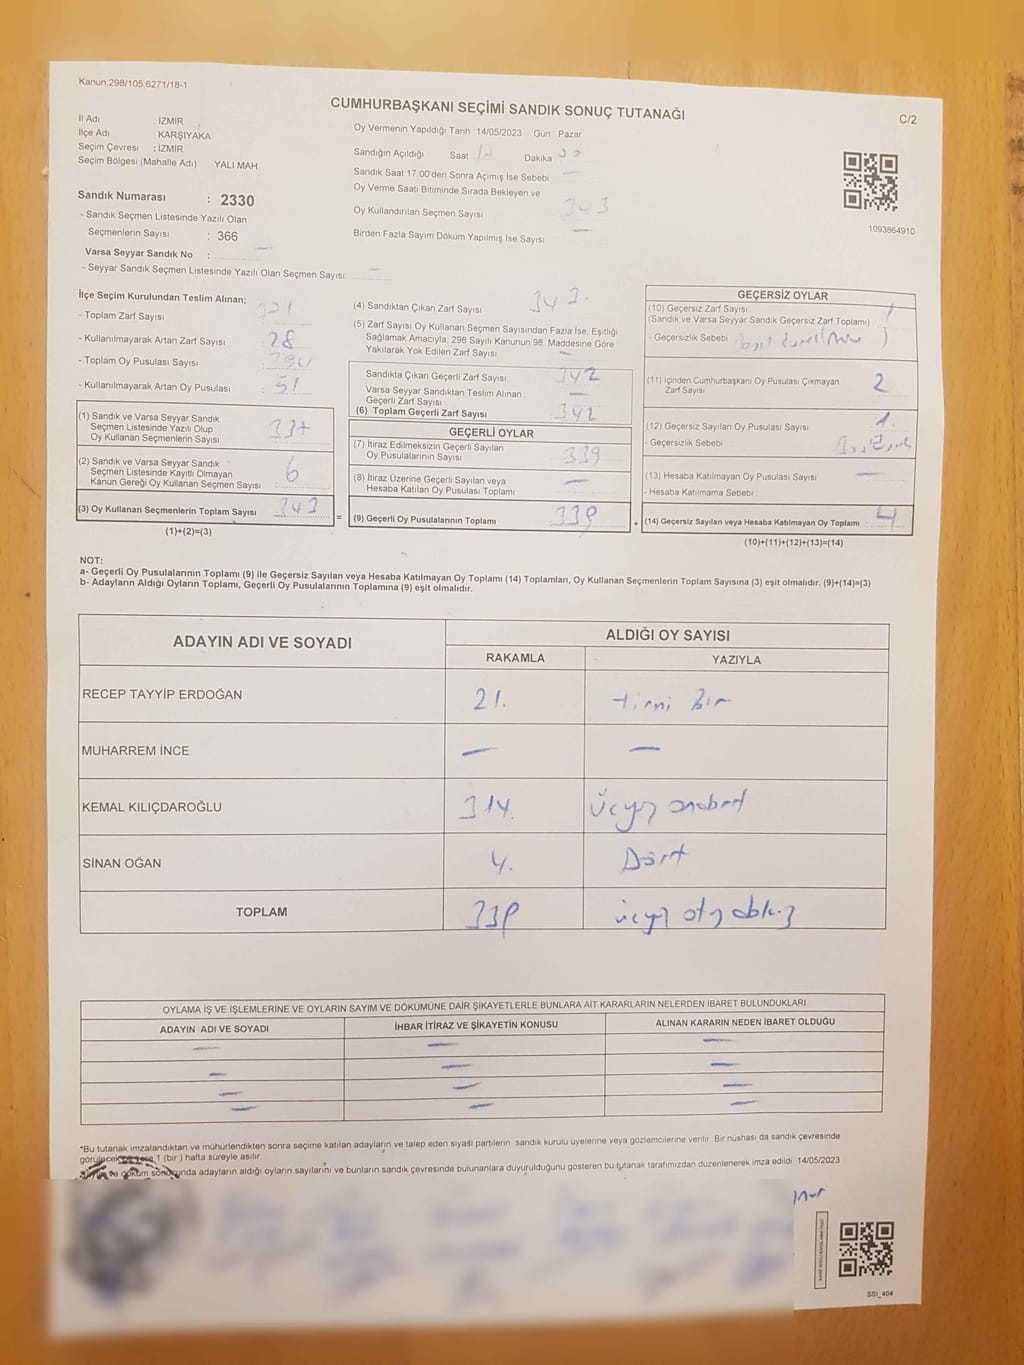 Kanun:298/105;6271/18-1
CUMHURBAŞKANI SEÇİMİ SANDIK SONUÇ TUTANAĞI
C/2
İl Adı : İZMİR
İlçe Adı : KARŞIYAKA
Seçim Çevresi : İZMİR
Seçim Bölgesi (Mahalle Adı) : YALI MAH.
Sandık Numarası : 2330
- Sandık Seçmen Listesinde Yazılı Olan
Seçmenlerin Sayısı : 366
Varsa Seyyar Sandık No : —
- Seyyar Sandık Seçmen Listesinde Yazılı Olan Seçmen Sayısı: —
Oy Vermenin Yapıldığı Tarih : 14/05/2023 Gün : Pazar
Sandığın Açıldığı Saat Dakika
Sandık Saat 17:00'den Sonra Açımış İse Sebebi —
Oy Verme Saati Bitiminde Sırada Bekleyen ve
Oy Kullandırılan Seçmen Sayısı 343
Birden Fazla Sayım Döküm Yapılmış İse Sayısı —
1093864910
İlçe Seçim Kurulundan Teslim Alınan;
- Toplam Zarf Sayısı
- Kullanılmayarak Artan Zarf Sayısı : 28
- Toplam Oy Pusulası Sayısı
- Kullanılmayarak Artan Oy Pusulası : 51
(1) Sandık ve Varsa Seyyar Sandık
Seçmen Listesinde Yazılı Olup
Oy Kullanan Seçmenlerin Sayısı 337
(2) Sandık ve Varsa Seyyar Sandık
Seçmen Listesinde Kayıtlı Olmayan
Kanun Gereği Oy Kullanan Seçmen Sayısı : 6
(3) Oy Kullanan Seçmenlerin Toplam Sayısı : 343
(1)+(2)=(3)
=
(4) Sandıktan Çıkan Zarf Sayısı 343.
(5) Zarf Sayısı Oy Kullanan Seçmen Sayısından Fazla İse, Eşitliği
Sağlamak Amacıyla, 298 Sayılı Kanunun 98. Maddesine Göre
Yakılarak Yok Edilen Zarf Sayısı —
Sandıkta Çıkan Geçerli Zarf Sayısı 342
Varsa Seyyar Sandıktan Teslim Alınan
Geçerli Zarf Sayısı —
(6) Toplam Geçerli Zarf Sayısı 342
GEÇERLİ OYLAR
(7) İtiraz Edilmeksizin Geçerli Sayılan
Oy Pusulalarının Sayısı 339
(8) İtiraz Üzerine Geçerli Sayılan veya
Hesaba Katılan Oy Pusulası Toplamı —
(9) Geçerli Oy Pusulalarının Toplamı 339
+
GEÇERSİZ OYLAR
(10) Geçersiz Zarf Sayısı 1
(Sandık ve Varsa Seyyar Sandık Geçersiz Zarf Toplamı)
- Geçersizlik Sebebi
(11) İçinden Cumhurbaşkanı Oy Pusulası Çıkmayan
Zarf Sayısı 2
(12) Geçersiz Sayılan Oy Pusulası Sayısı 1.
- Geçersizlik Sebebi
(13) Hesaba Katılmayan Oy Pusulası Sayısı —
- Hesaba Katılmama Sebebi
(14) Geçersiz Sayılan veya Hesaba Katılmayan Oy Toplamı : 4
(10)+(11)+(12)+(13)=(14)
NOT:
a- Geçerli Oy Pusulalarının Toplamı (9) ile Geçersiz Sayılan veya Hesaba Katılmayan Oy Toplamı (14) Toplamları, Oy Kullanan Seçmenlerin Toplam Sayısına (3) eşit olmalıdır. (9)+(14)=(3)
b- Adayların Aldığı Oyların Toplamı, Geçerli Oy Pusulalarının Toplamına (9) eşit olmalıdır.
ADAYIN ADI VE SOYADI
ALDIĞI OY SAYISI
RAKAMLA YAZIYLA
RECEP TAYYİP ERDOĞAN 21. Yirmi Bir
MUHARREM İNCE — —
KEMAL KILIÇDAROĞLU 314. Üçyüz ondört
SİNAN OĞAN 4. Dört
TOPLAM 339 üçyüz otuz dokuz
OYLAMA İŞ VE İŞLEMLERİNE VE OYLARIN SAYIM VE DÖKÜMÜNE DAİR ŞİKAYETLERLE BUNLARA AİT KARARLARIN NELERDEN İBARET BULUNDUKLARI
ADAYIN ADI VE SOYADI İHBAR İTİRAZ VE ŞİKAYETİN KONUSU ALINAN KARARIN NEDEN İBARET OLDUĞU
— — —
— — —
— — —
— — —
*Bu tutanak imzalandıktan ve mühürlendikten sonra seçime katılan adayların ve talep eden siyasi partilerin sandık kurulu üyelerine veya gözlemcilerine verilir. Bir nüshası da sandık çevresinde
görülecek bir yere 1 (bir) hafta süreyle asılır.
ve döküm sonucunda adayların aldığı oyların sayılarını ve bunların sandık çevresinde bulunanlara duyurulduğunu gösteren bu tutanak tarafımızdan düzenlenerek imza edildi. 14/05/2023
SSI_404